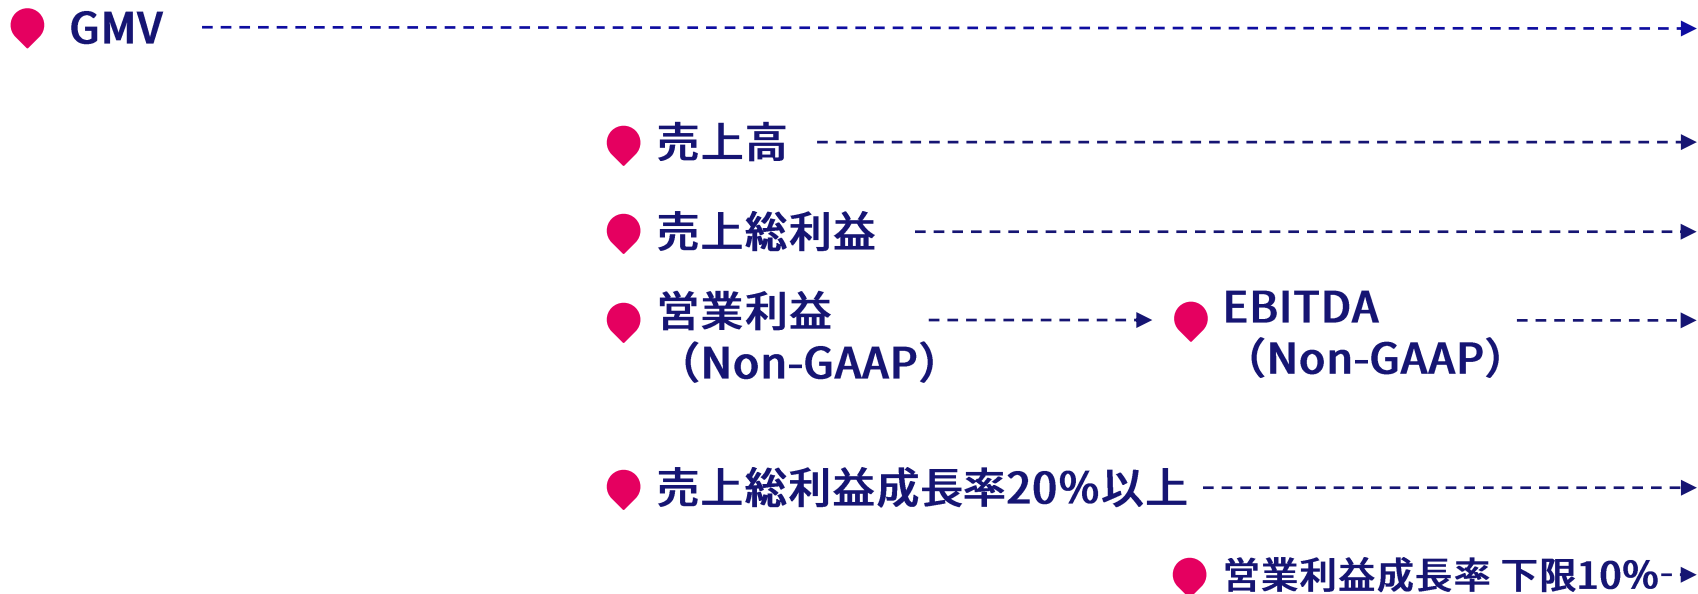 GMV
売上高
売上総利益
営業利益
（Non-GAAP）
EBITDA
（Non-GAAP）
売上総利益成長率20%以上
営業利益成長率 下限10%